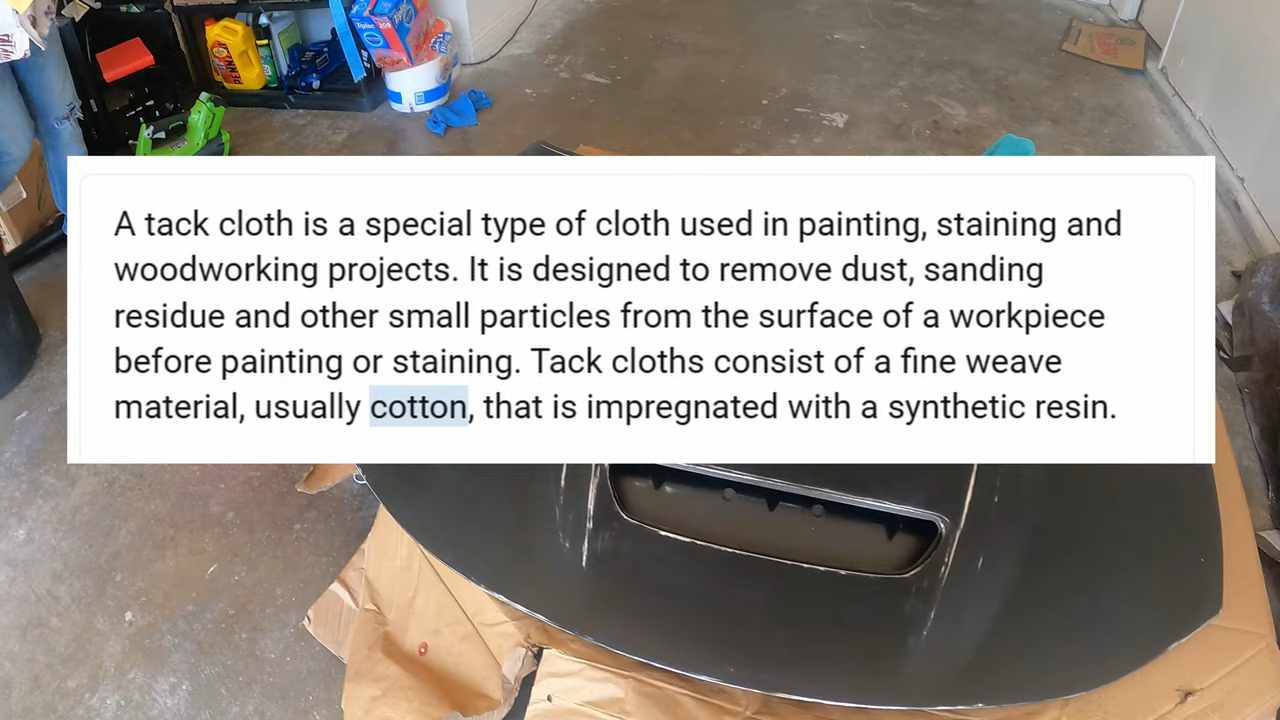 A tack cloth is a special type of cloth used in painting, staining and
woodworking projects. It is designed to remove dust, sanding
residue and other small particles from the surface of a workpiece
before painting or staining. Tack cloths consist of a fine weave
material, usually cotton, that is impregnated with a synthetic resin.